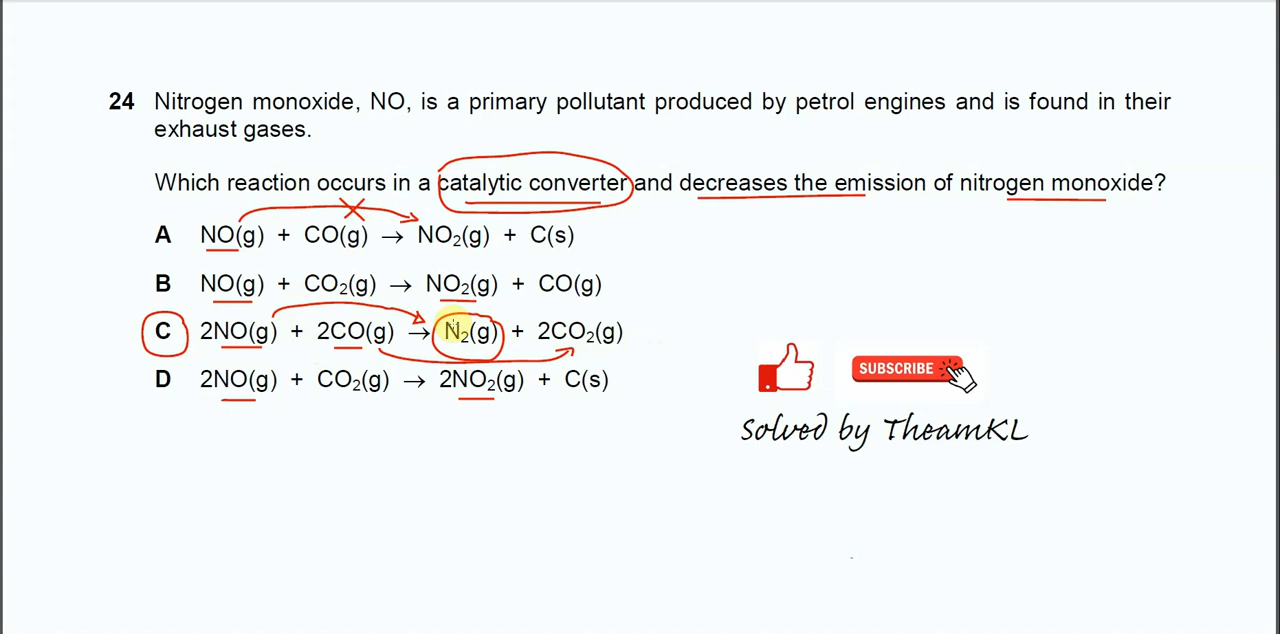 24 Nitrogen monoxide, NO, is a primary pollutant produced by petrol engines and is found in their
exhaust gases.
Which reaction occurs in a catalytic converter and decreases the emission of nitrogen monoxide?
A NO(g) + CO(g) → NO₂(g) + C(s)
B NO(g) + CO₂(g) → NO₂(g) + CO(g)
C 2NO(g) + 2CO(g) → N₂(g) + 2CO₂(g)
D 2NO(g) + CO₂(g) → 2NO₂(g) + C(s)
SUBSCRIBE
Solved by TheamKL